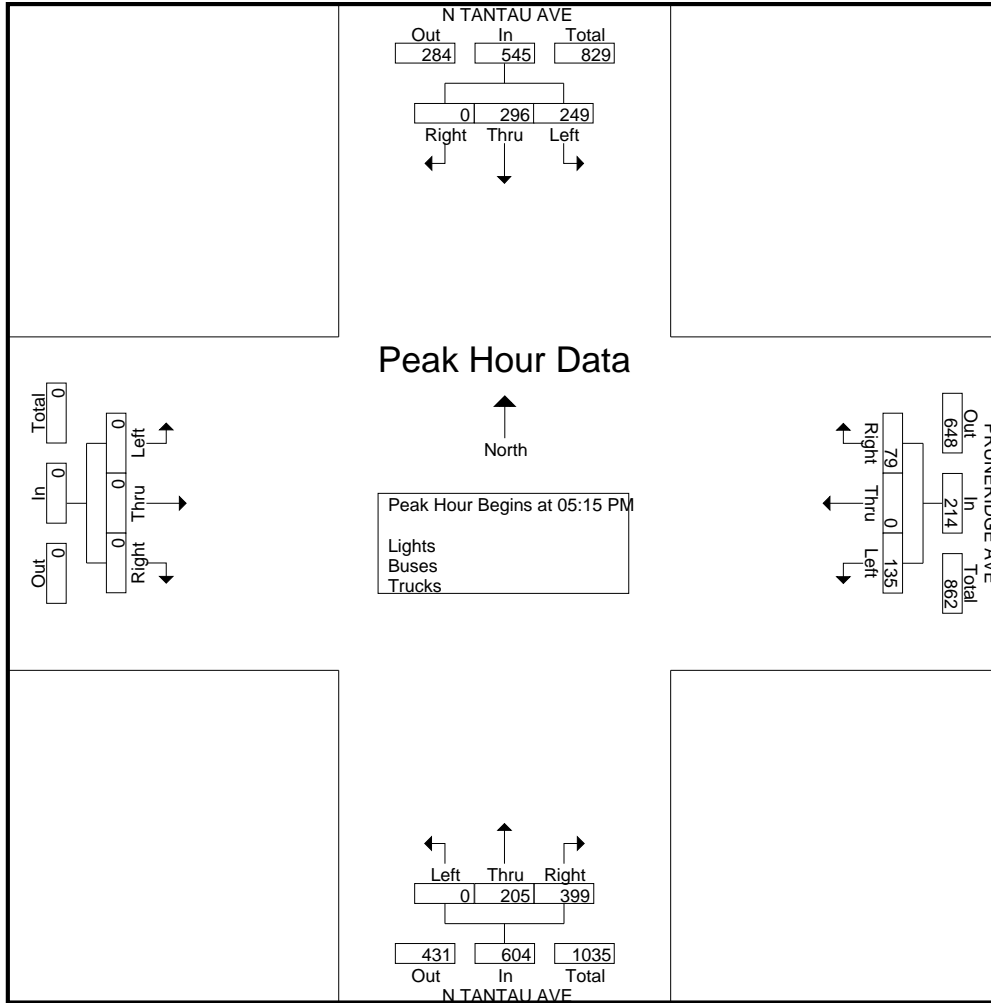 N TANTAU AVE
Out In Total
284 545 829
0 296 249
Right Thru Left
Peak Hour Data
North
Peak Hour Begins at 05:15 PM
Lights
Buses
Trucks
Total In Out
0 0 0
0 0 0
Left Thru Right
Right Thru Left
79 0 135
648 214 862
Out In Total
PRUNERIDGE AVE
Left Thru Right
0 205 399
431 604 1035
Out In Total
N TANTAU AVE